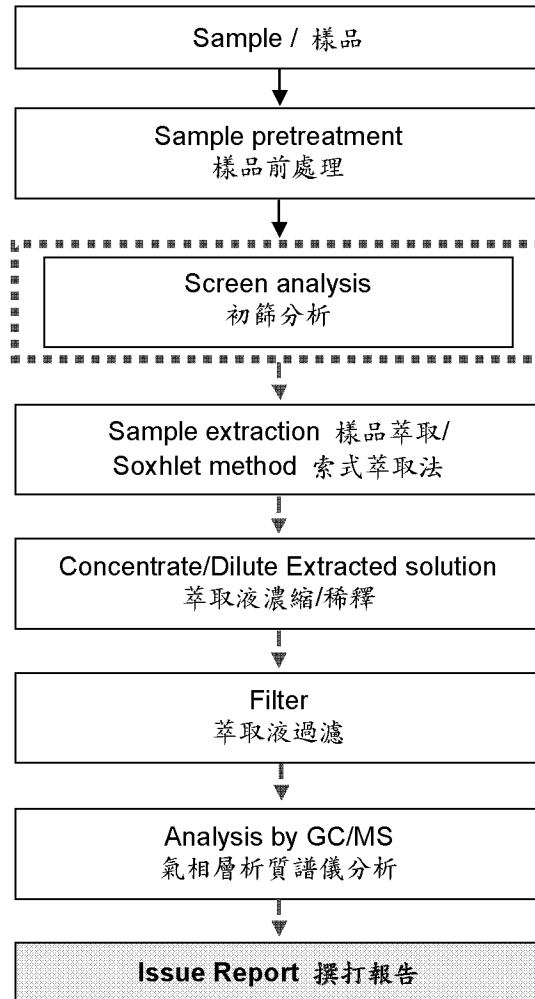 Sample / 樣品
Sample pretreatment
樣品前處理
Screen analysis
初篩分析
Sample extraction 樣品萃取/
Soxhlet method 索式萃取法
Concentrate/Dilute Extracted solution
萃取液濃縮/稀釋
Filter
萃取液過濾
Analysis by GC/MS
氣相層析質譜儀分析
Issue Report 撰打報告